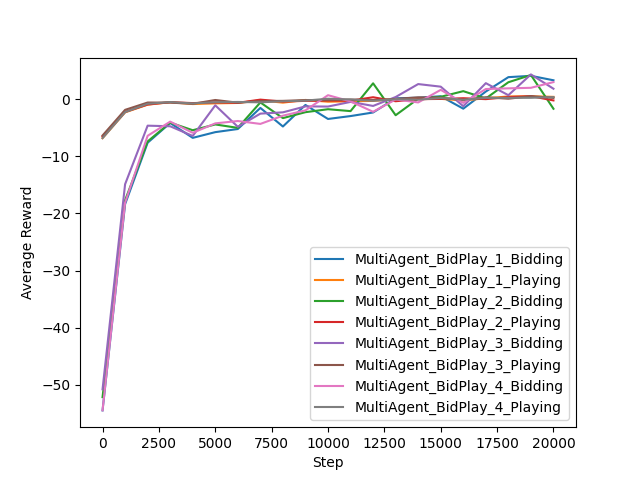 0
−10
−20
−30
−40
−50
Average Reward
MultiAgent_BidPlay_1_Bidding
MultiAgent_BidPlay_1_Playing
MultiAgent_BidPlay_2_Bidding
MultiAgent_BidPlay_2_Playing
MultiAgent_BidPlay_3_Bidding
MultiAgent_BidPlay_3_Playing
MultiAgent_BidPlay_4_Bidding
MultiAgent_BidPlay_4_Playing
0 2500 5000 7500 10000 12500 15000 17500 20000
Step